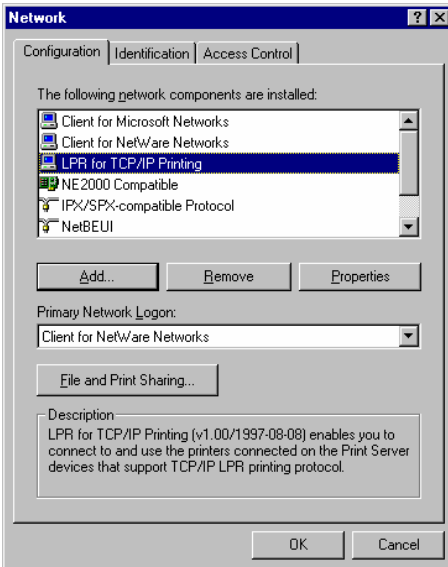 Network
Configuration Identification Access Control
The following network components are installed:
Client for Microsoft Networks
Client for NetWare Networks
LPR for TCP/IP Printing
NE2000 Compatible
IPX/SPX-compatible Protocol
NetBEUI
Add... Remove Properties
Primary Network Logon:
Client for NetWare Networks
File and Print Sharing...
Description
LPR for TCP/IP Printing (v1.00/1997-08-08) enables you to
connect to and use the printers connected on the Print Server
devices that support TCP/IP LPR printing protocol.
OK Cancel